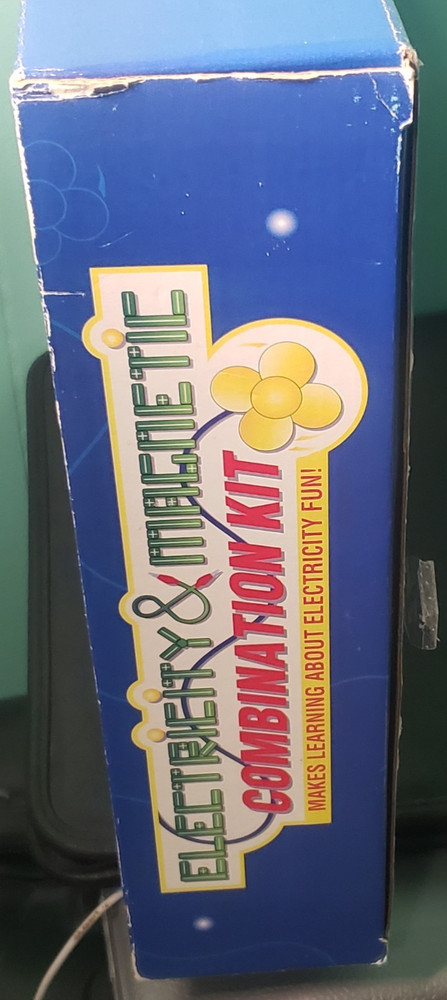 ELECTRICITY & MAGNETIC
COMBINATION KIT
MAKES LEARNING ABOUT ELECTRICITY FUN!